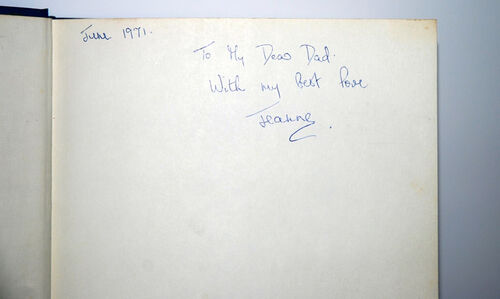 June 1971.
To My Dear Dad.
With my best love
Jeanne.